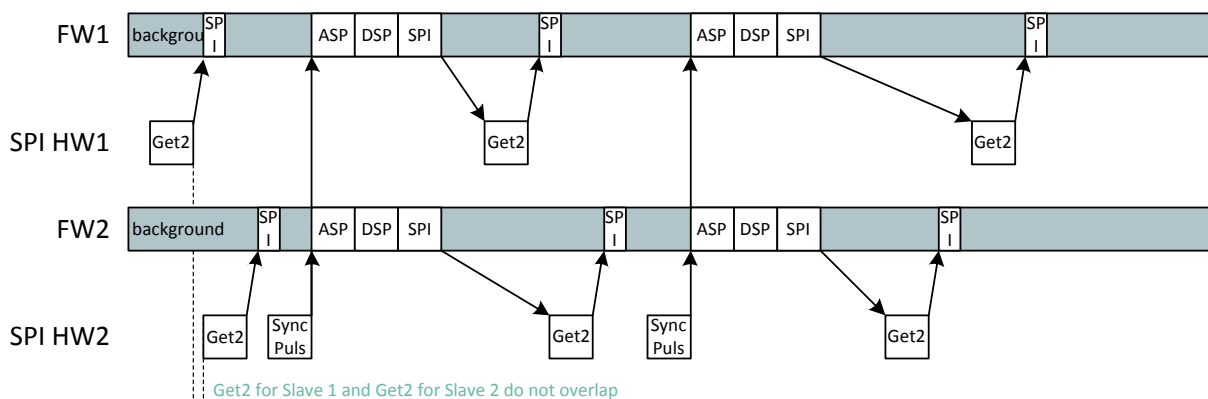 FW1
backgrou
SP
I
ASP
DSP
SPI
SP
I
ASP
DSP
SPI
SP
I
SPI HW1
Get2
Get2
Get2
FW2
background
SP
I
ASP
DSP
SPI
SP
I
ASP
DSP
SPI
SP
I
SPI HW2
Get2
Sync
Puls
Get2
Sync
Puls
Get2
Get2 for Slave 1 and Get2 for Slave 2 do not overlap